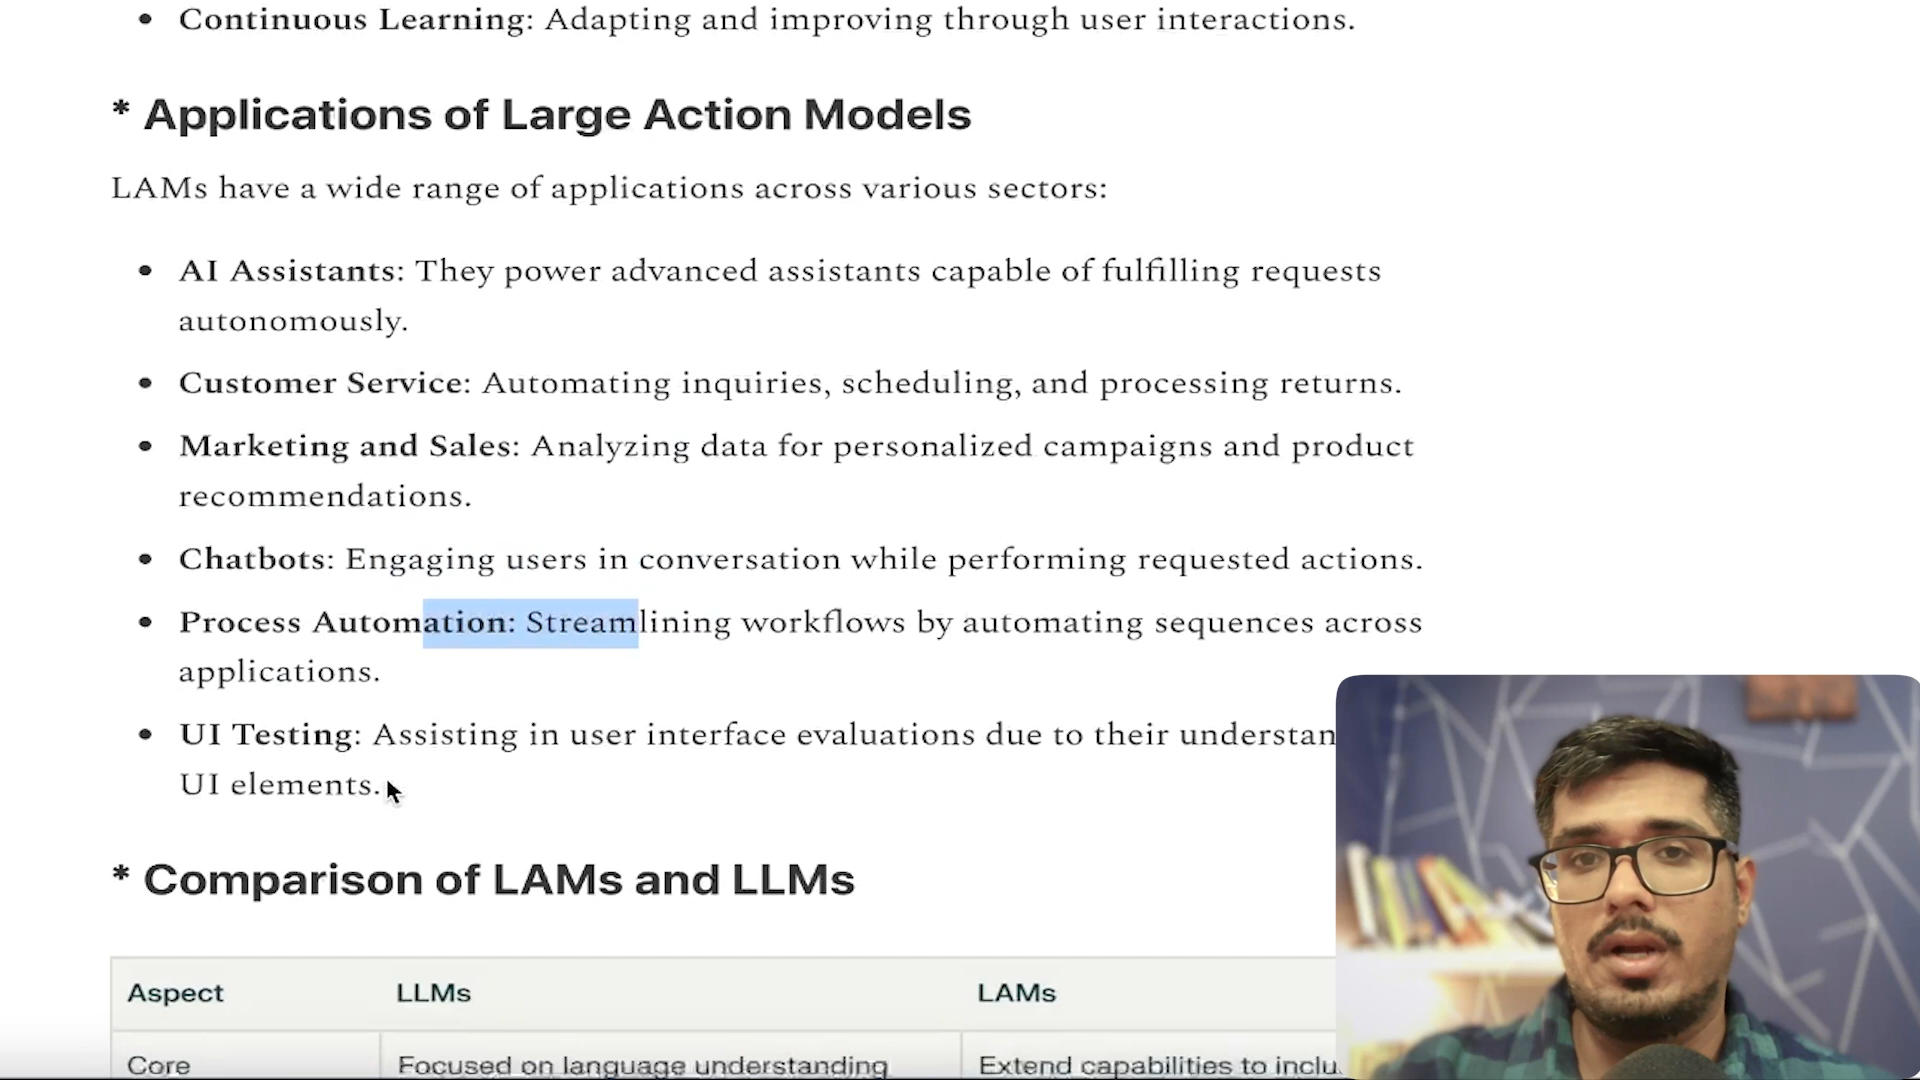 • Continuous Learning: Adapting and improving through user interactions.
* Applications of Large Action Models
LAMs have a wide range of applications across various sectors:
• AI Assistants: They power advanced assistants capable of fulfilling requests
autonomously.
• Customer Service: Automating inquiries, scheduling, and processing returns.
• Marketing and Sales: Analyzing data for personalized campaigns and product
recommendations.
• Chatbots: Engaging users in conversation while performing requested actions.
• Process Automation: Streamlining workflows by automating sequences across
applications.
• UI Testing: Assisting in user interface evaluations due to their understan
UI elements.
* Comparison of LAMs and LLMs
Aspect LLMs LAMs
Core Focused on language understanding Extend capabilities to inclu